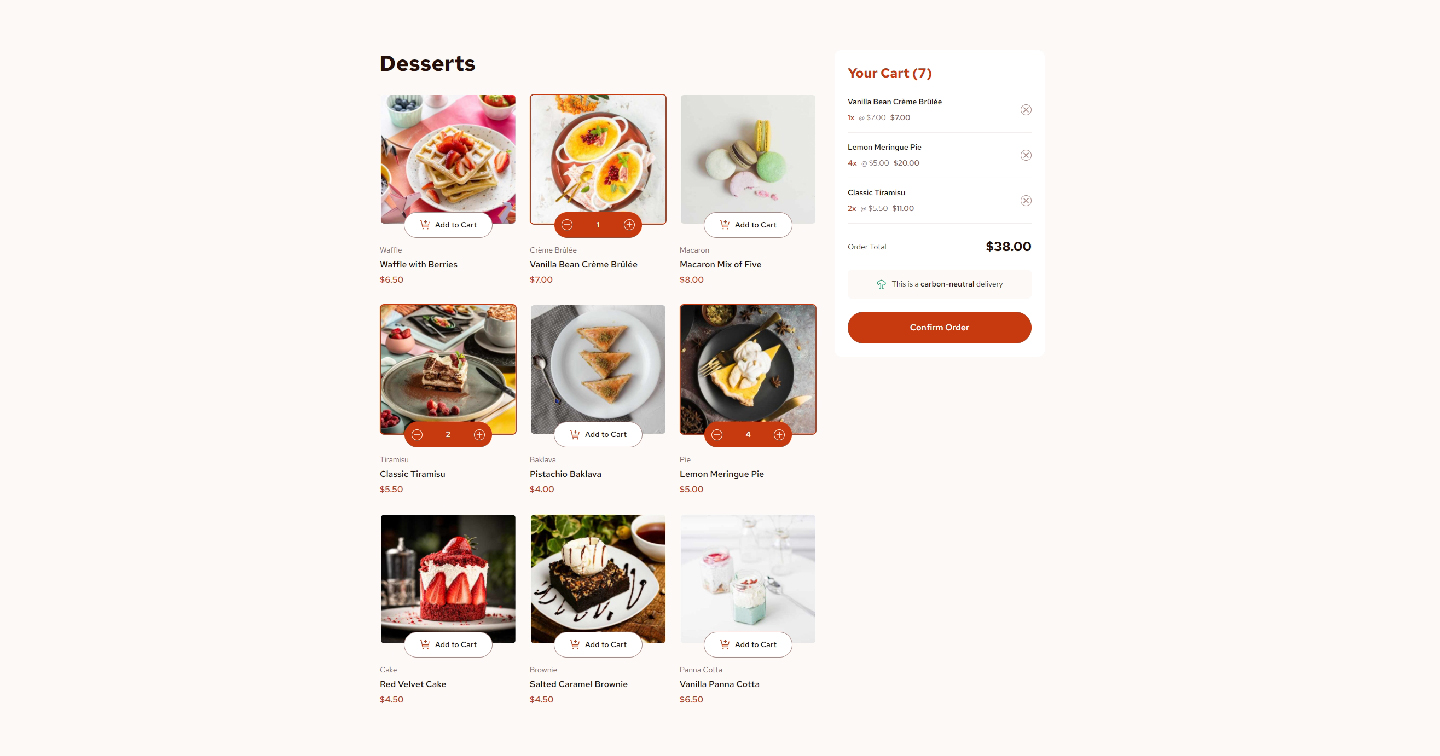 Desserts
Add to Cart
Waffle
Waffle with Berries
$6.50
1
Crème Brûlée
Vanilla Bean Crème Brûlée
$7.00
Add to Cart
Macaron
Macaron Mix of Five
$8.00
2
Tiramisu
Classic Tiramisu
$5.50
Add to Cart
Baklava
Pistachio Baklava
$4.00
4
Pie
Lemon Meringue Pie
$5.00
Add to Cart
Cake
Red Velvet Cake
$4.50
Add to Cart
Brownie
Salted Caramel Brownie
$4.50
Add to Cart
Panna Cotta
Vanilla Panna Cotta
$6.50
Your Cart (7)
Vanilla Bean Crème Brûlée
1x @ $7.00 $7.00
Lemon Meringue Pie
4x @ $5.00 $20.00
Classic Tiramisu
2x @ $5.50 $11.00
Order Total
$38.00
This is a carbon-neutral delivery
Confirm Order